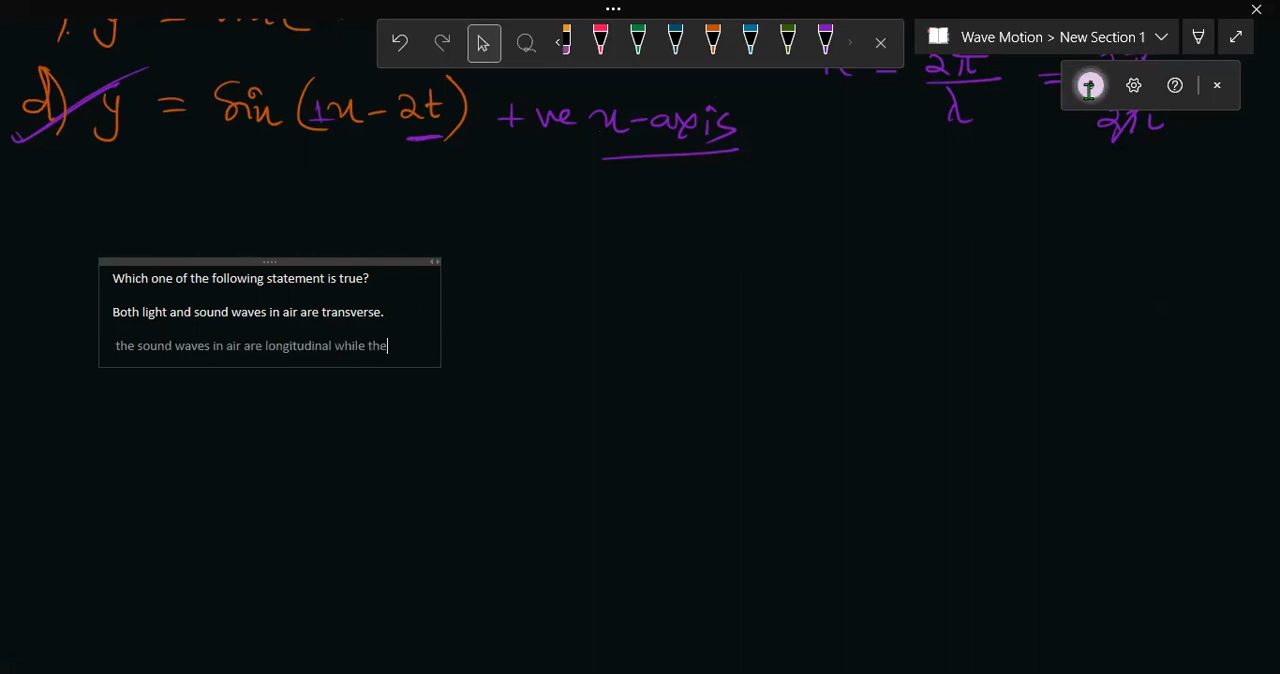 Wave Motion > New Section 1
d) y = Sin (1x - 2t) +ve x-axis
2π
λ
=
Which one of the following statement is true?
Both light and sound waves in air are transverse.
the sound waves in air are longitudinal while the